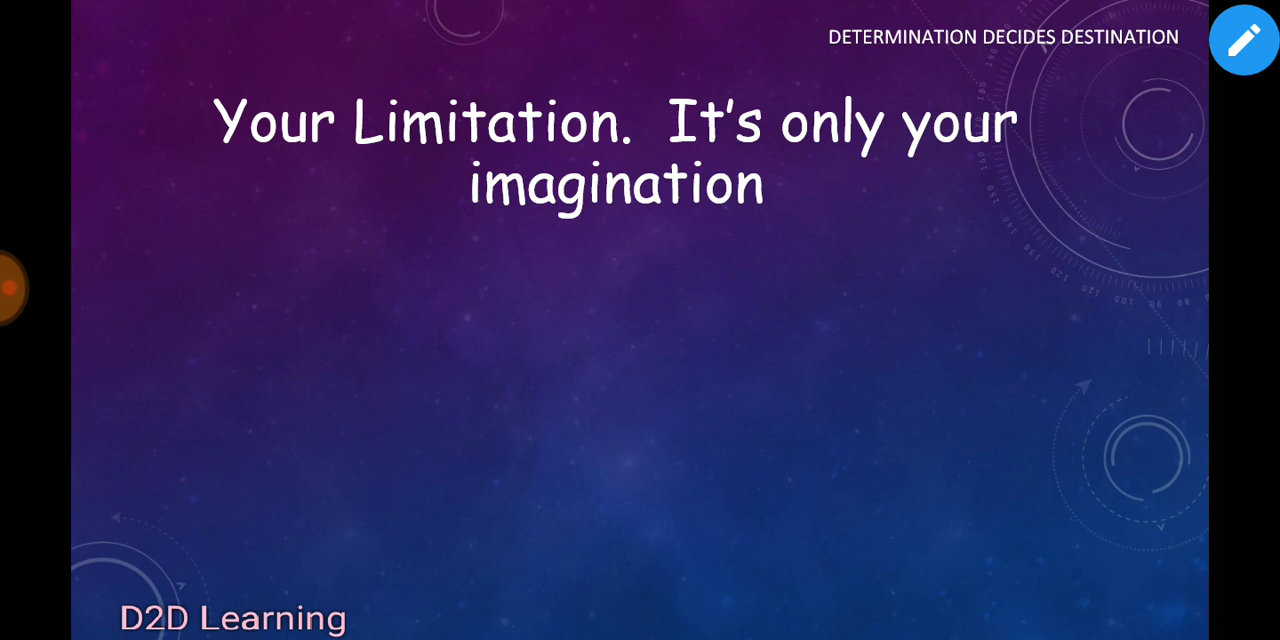 DETERMINATION DECIDES DESTINATION
Your Limitation.  It's only your
imagination
D2D Learning